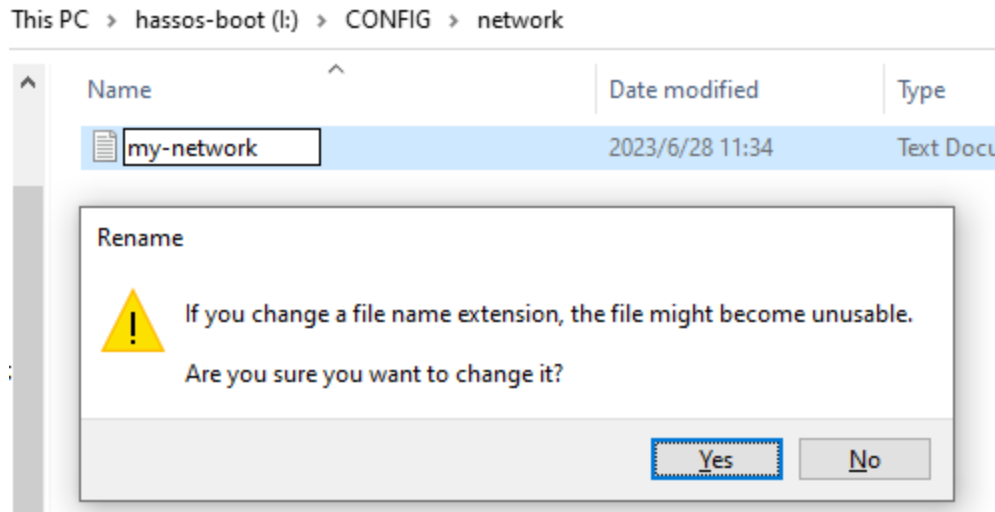 This PC > hassos-boot (I:) > CONFIG > network
Name Date modified Type
my-network 2023/6/28 11:34 Text Docu
Rename
If you change a file name extension, the file might become unusable.
Are you sure you want to change it?
Yes No